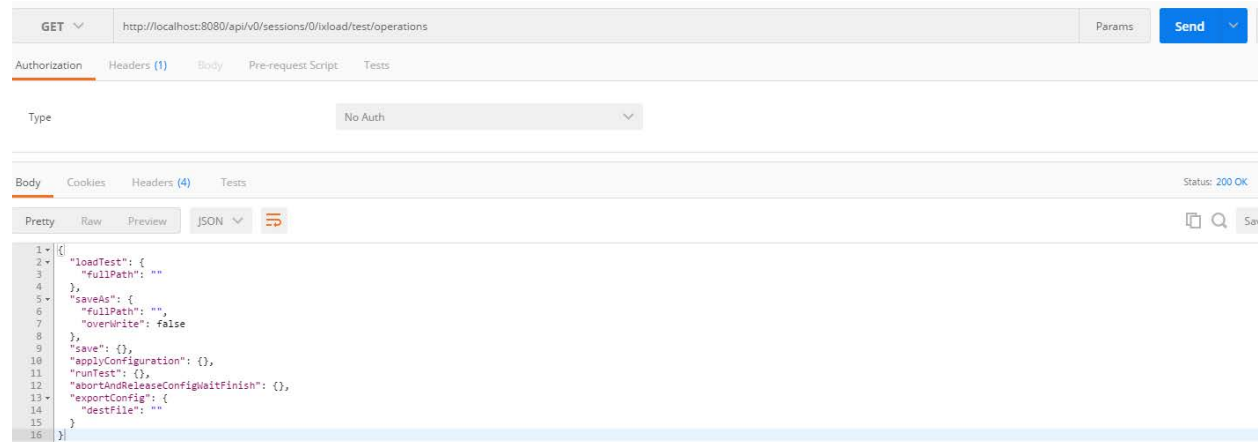 GET http://localhost:8080/api/v0/sessions/0/ixload/test/operations Params Send
Authorization Headers (1) Body Pre-request Script Tests
Type No Auth
Body Cookies Headers (4) Tests Status: 200 OK
Pretty Raw Preview JSON
1 {
2 "loadTest": {
3 "fullPath": ""
4 },
5 "saveAs": {
6 "fullPath": "",
7 "overWrite": false
8 },
9 "save": {},
10 "applyConfiguration": {},
11 "runTest": {},
12 "abortAndReleaseConfigWaitFinish": {},
13 "exportConfig": {
14 "destFile": ""
15 }
16 }